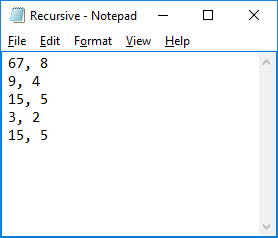 Recursive - Notepad
File Edit Format View Help
67, 8
9, 4
15, 5
3, 2
15, 5